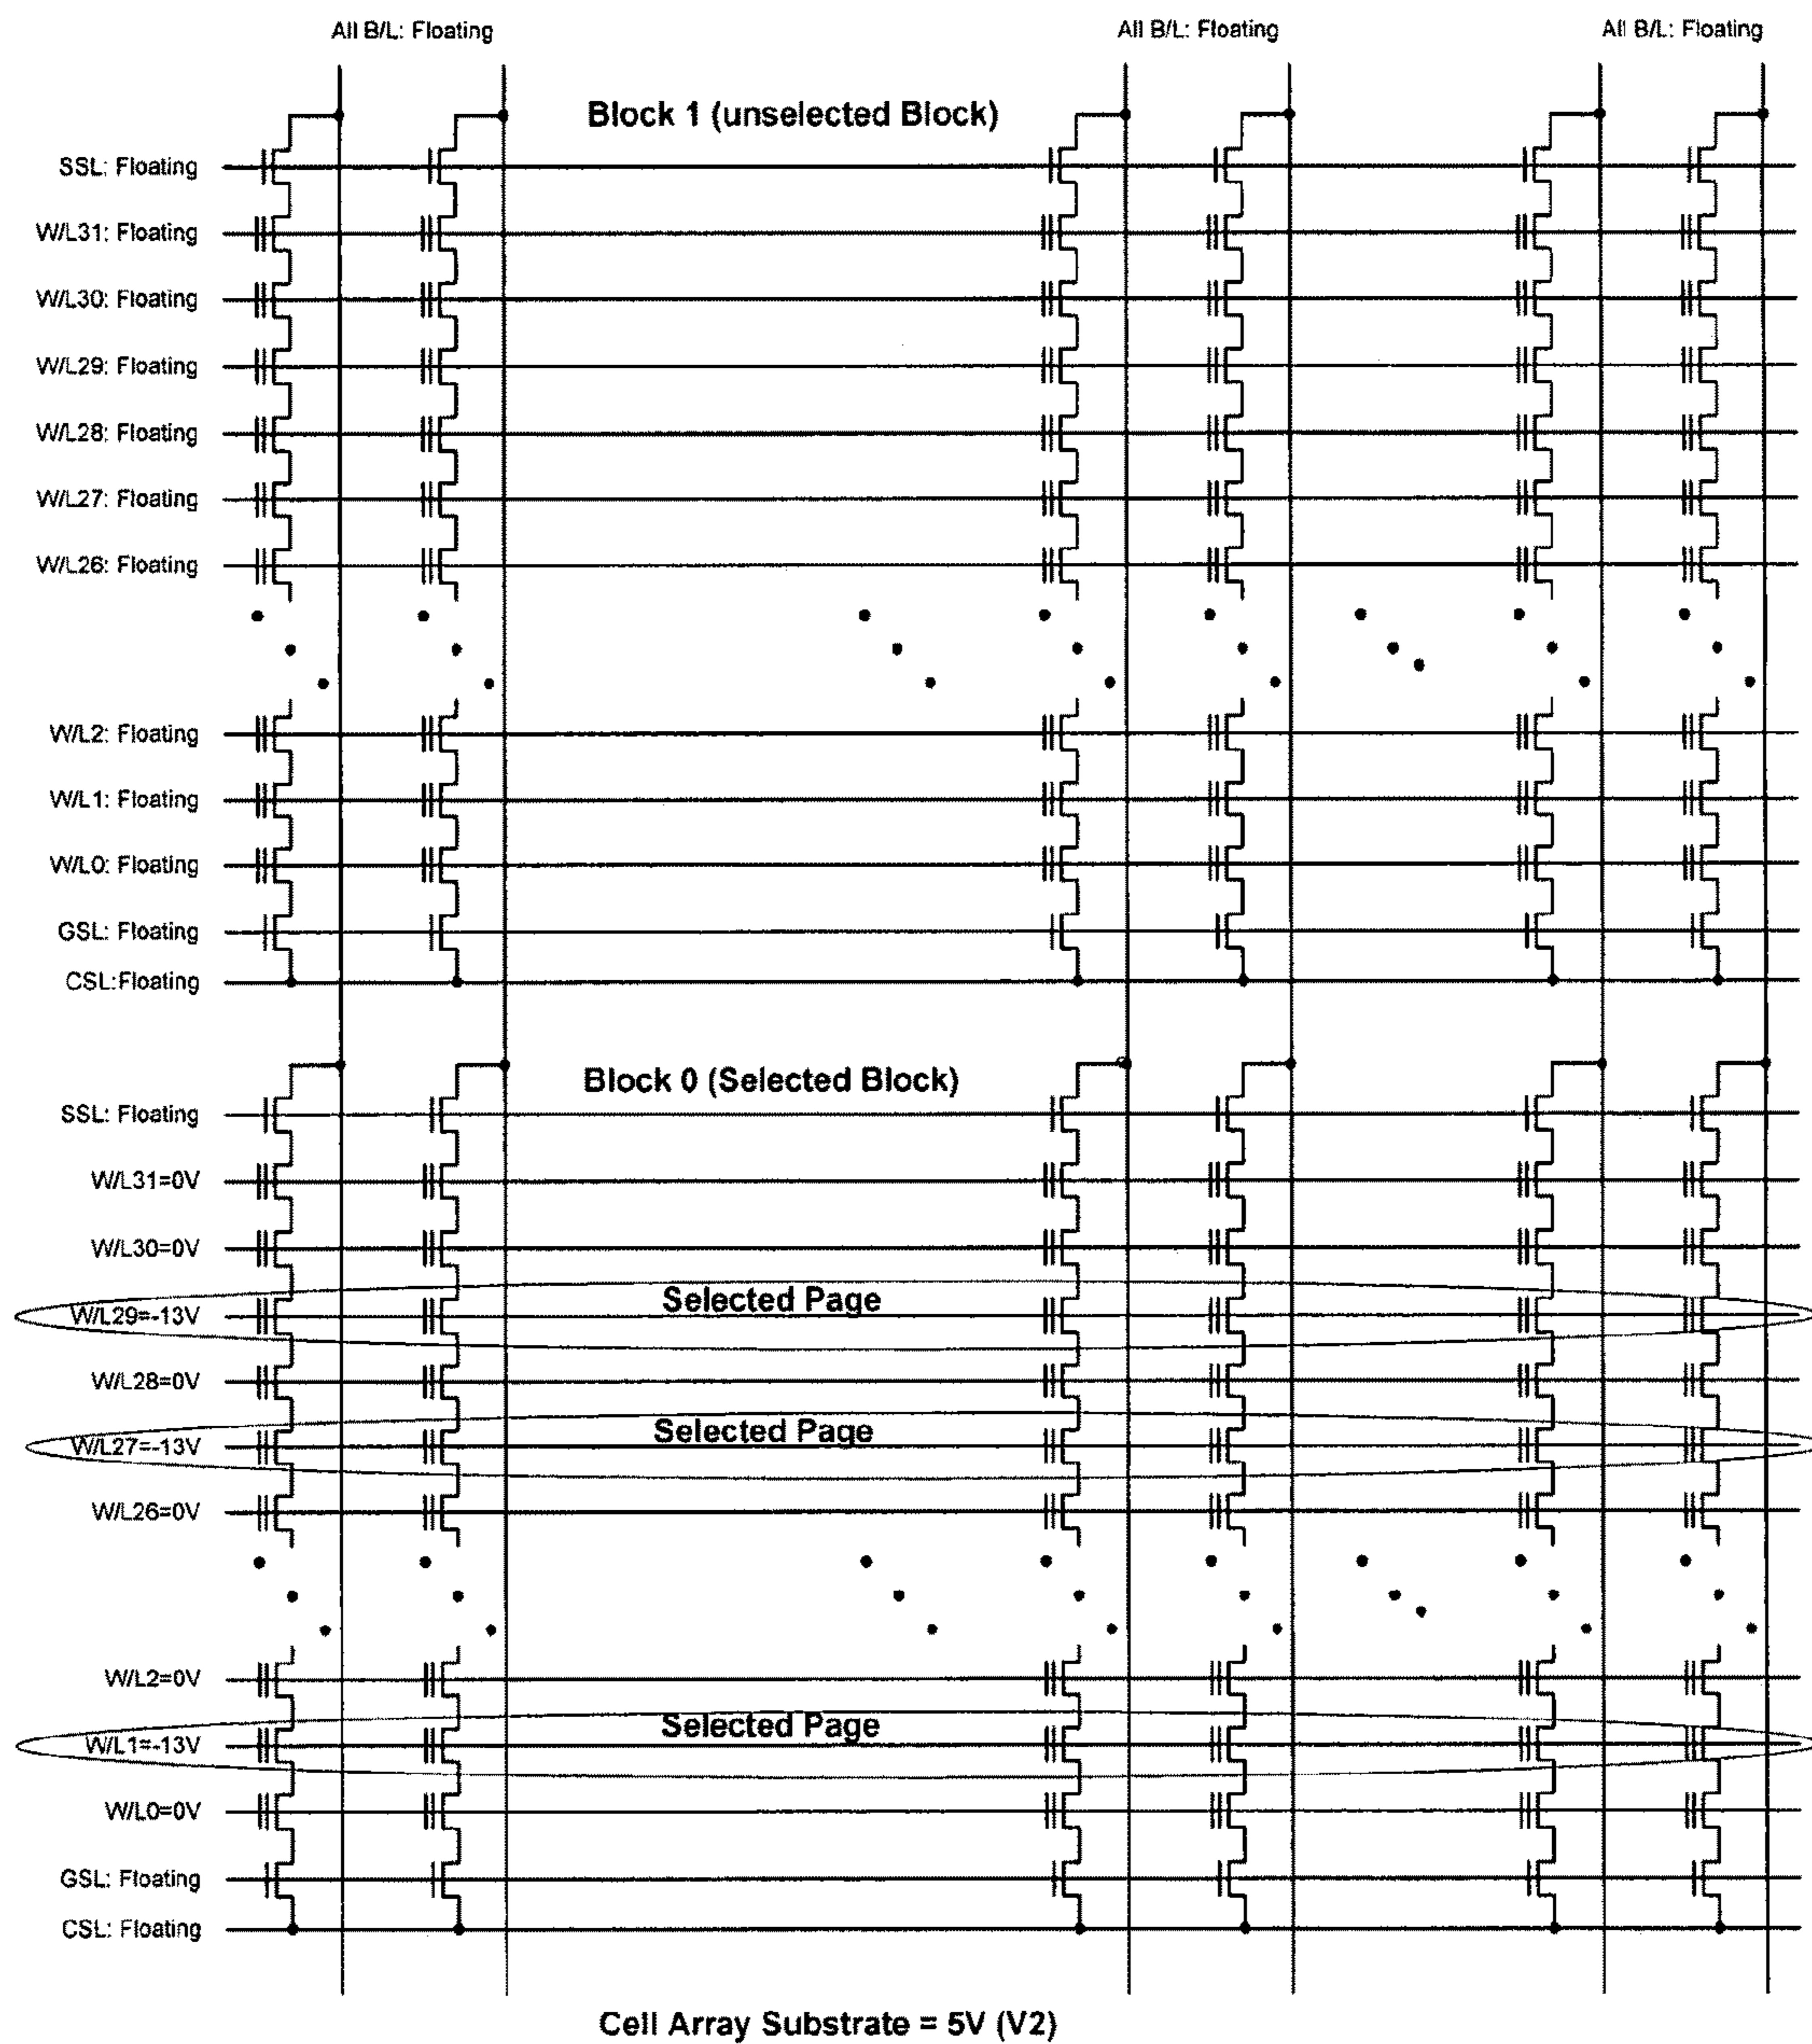 All B/L: Floating
All B/L: Floating
All B/L: Floating
Block 1 (unselected Block)
SSL: Floating
W/L31: Floating
W/L30: Floating
W/L29: Floating
W/L28: Floating
W/L27: Floating
W/L26: Floating
W/L2: Floating
W/L1: Floating
W/L0: Floating
GSL: Floating
CSL:Floating
Block 0 (Selected Block)
SSL: Floating
W/L31=0V
W/L30=0V
Selected Page
W/L29=-13V
W/L28=0V
Selected Page
W/L27=-13V
W/L26=0V
W/L2=0V
Selected Page
W/L1=-13V
W/L0=0V
GSL: Floating
CSL: Floating
Cell Array Substrate = 5V (V2)